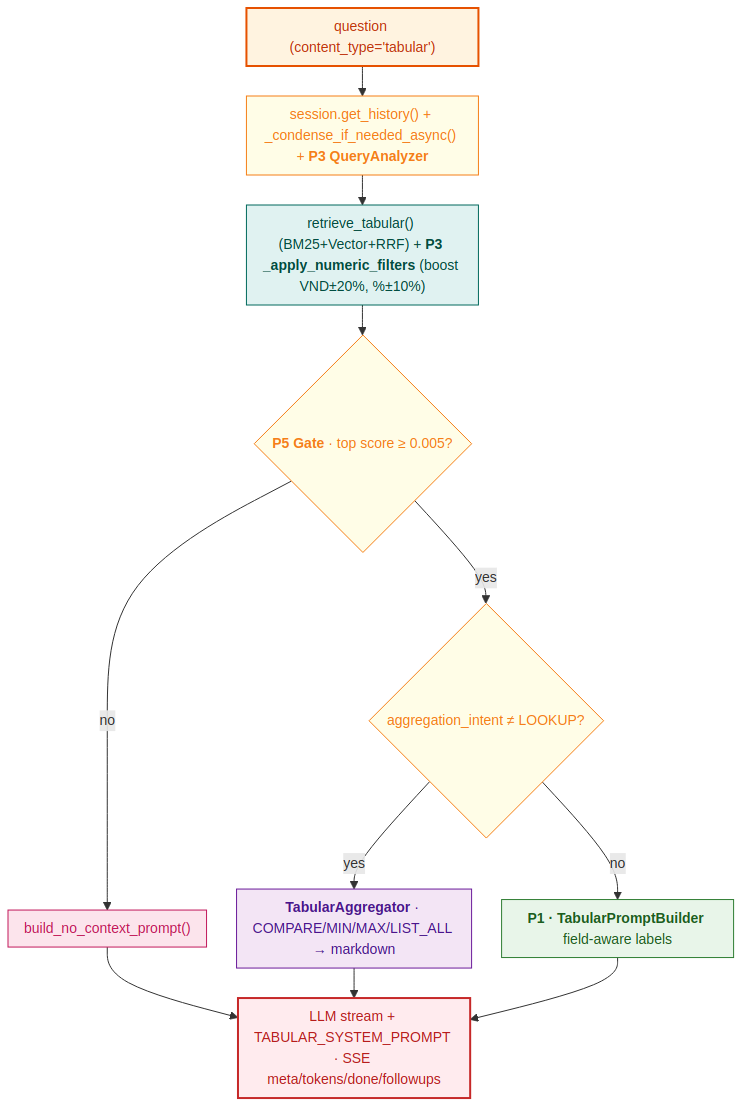 question
(content_type='tabular')
session.get_history() +
_condense_if_needed_async()
+ P3 QueryAnalyzer
retrieve_tabular()
(BM25+Vector+RRF) + P3
_apply_numeric_filters (boost
VND±20%, %±10%)
P5 Gate · top score ≥ 0.005?
yes
no
aggregation_intent ≠ LOOKUP?
yes
no
build_no_context_prompt()
TabularAggregator ·
COMPARE/MIN/MAX/LIST_ALL
→ markdown
P1 · TabularPromptBuilder
field-aware labels
LLM stream +
TABULAR_SYSTEM_PROMPT
· SSE
meta/tokens/done/followups